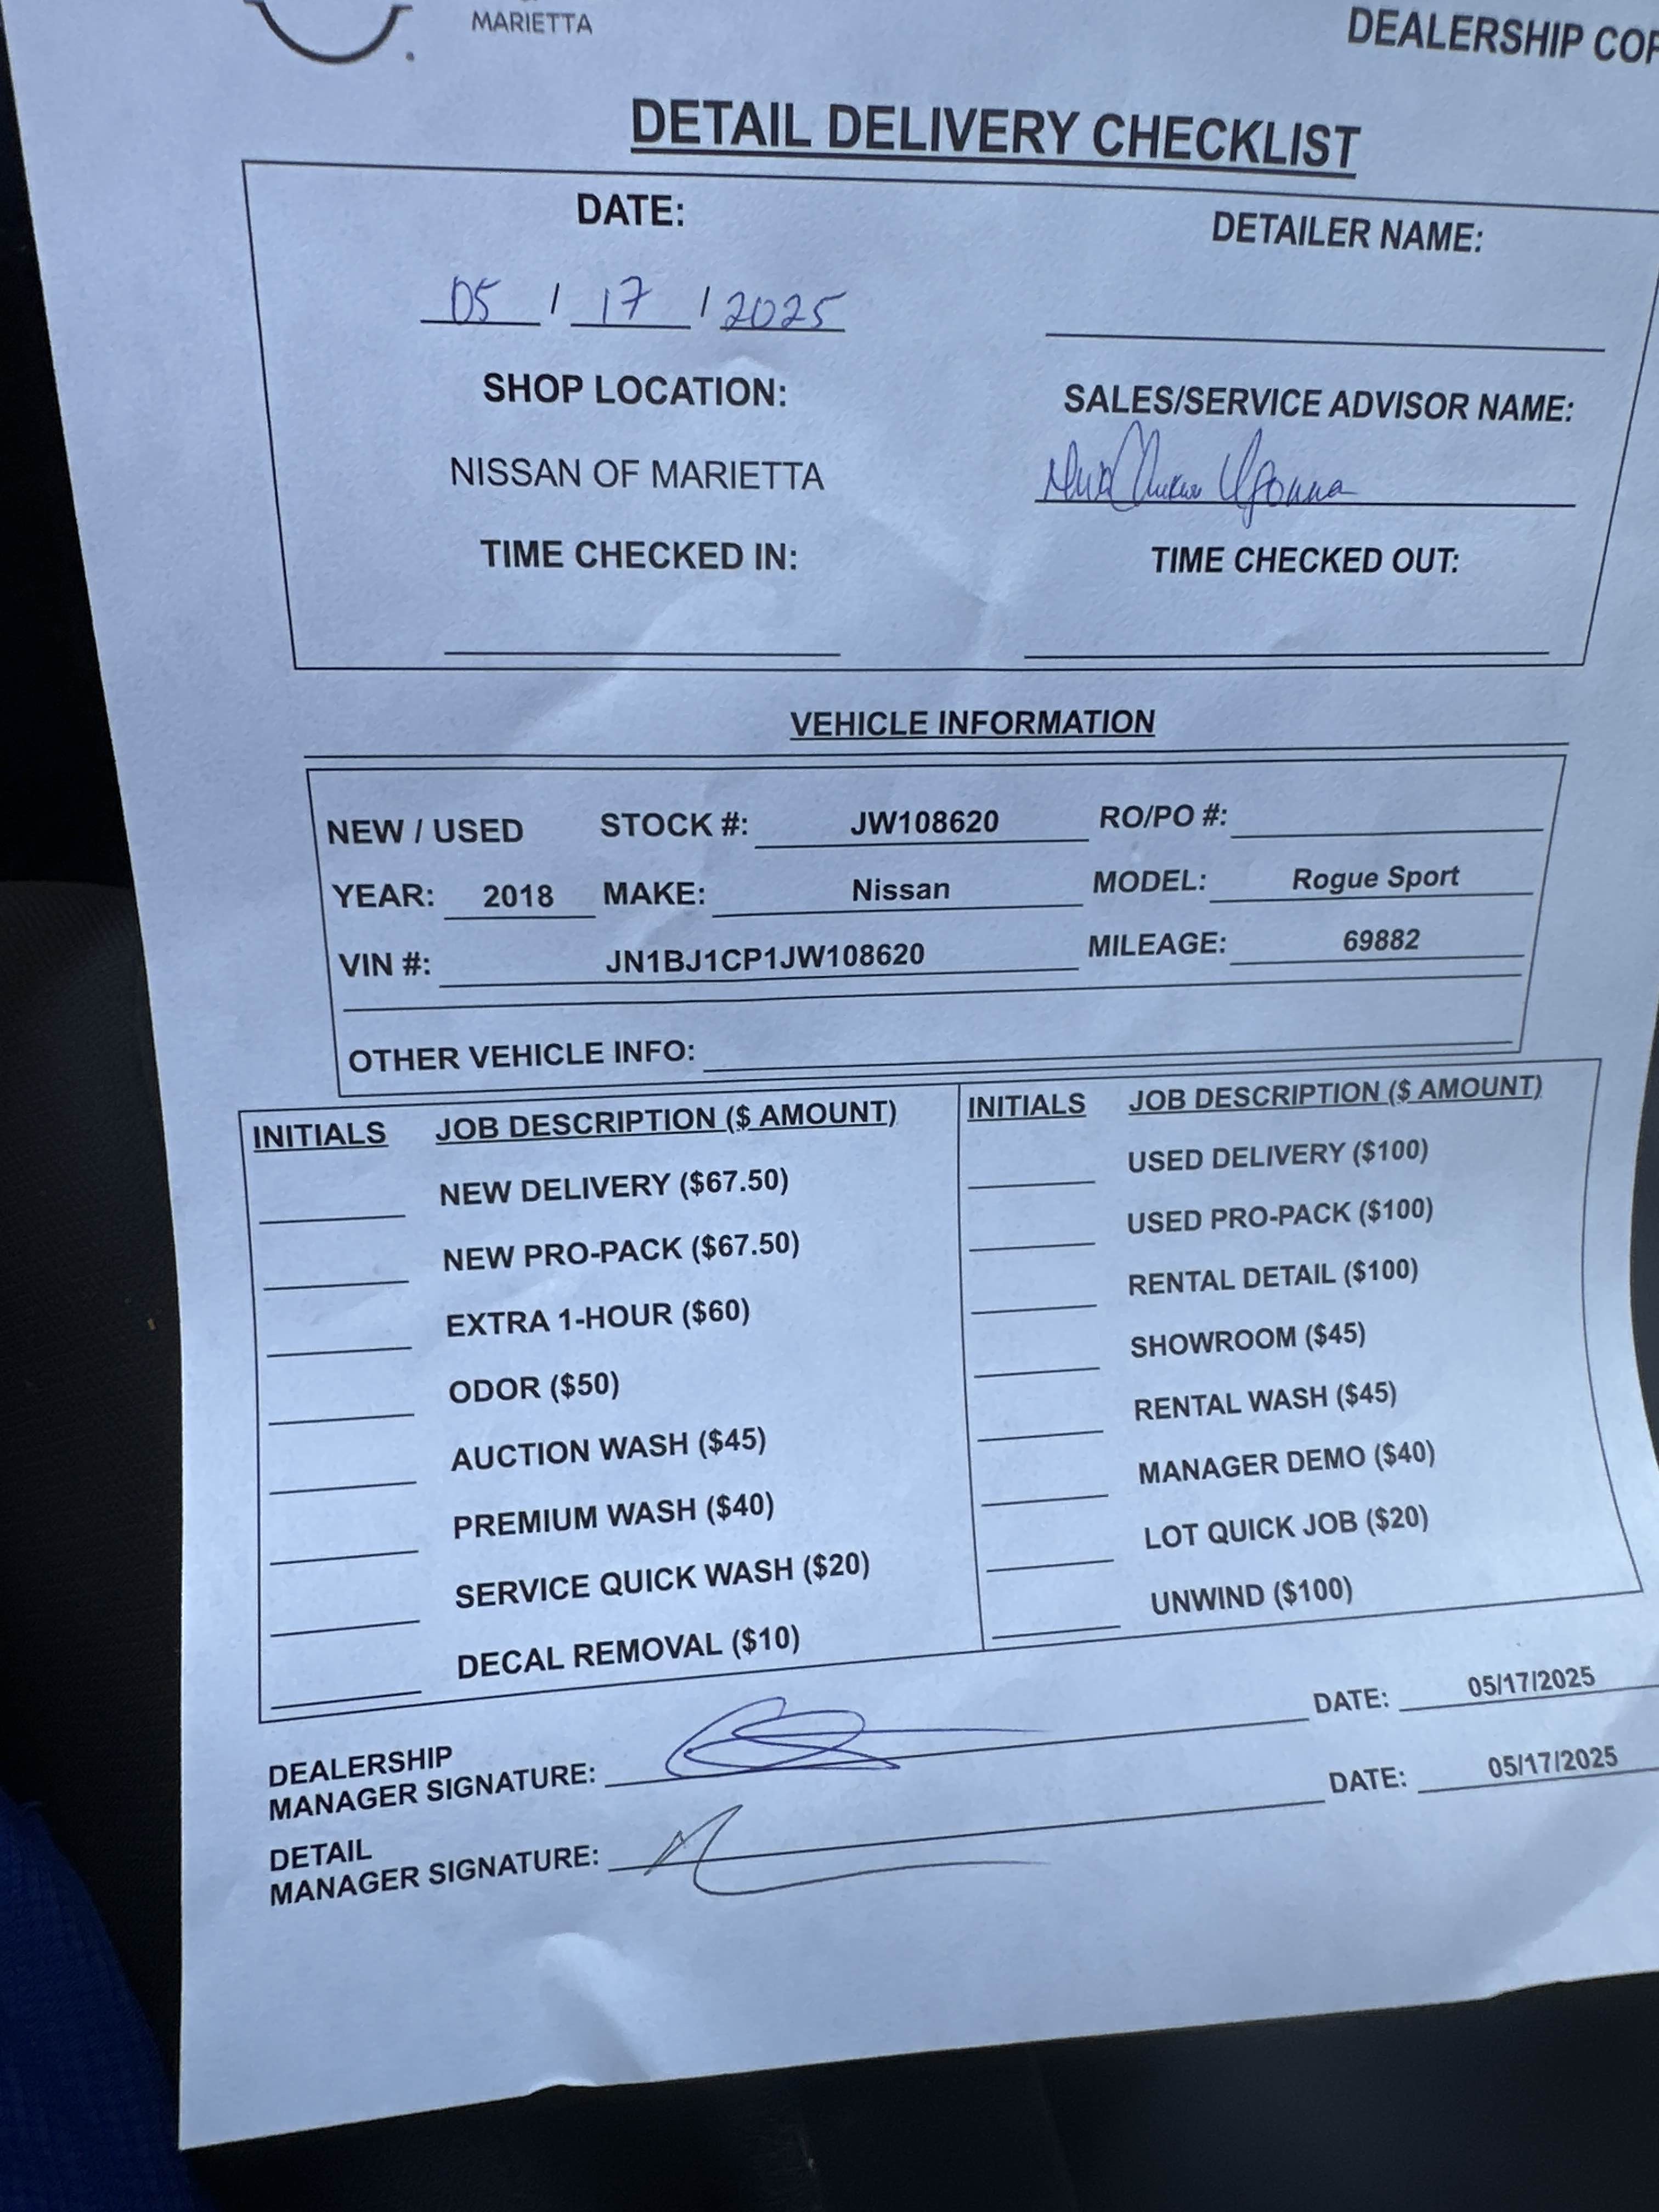 MARIETTA
DEALERSHIP COP
DETAIL DELIVERY CHECKLIST
DATE: DETAILER NAME:
05 / 17 / 2025
SHOP LOCATION: SALES/SERVICE ADVISOR NAME:
NISSAN OF MARIETTA
TIME CHECKED IN: TIME CHECKED OUT:
VEHICLE INFORMATION
NEW / USED STOCK #: JW108620 RO/PO #:
YEAR: 2018 MAKE: Nissan MODEL: Rogue Sport
VIN #: JN1BJ1CP1JW108620 MILEAGE: 69882
OTHER VEHICLE INFO:
INITIALS JOB DESCRIPTION ($ AMOUNT)
NEW DELIVERY ($67.50)
NEW PRO-PACK ($67.50)
EXTRA 1-HOUR ($60)
ODOR ($50)
AUCTION WASH ($45)
PREMIUM WASH ($40)
SERVICE QUICK WASH ($20)
DECAL REMOVAL ($10)
INITIALS JOB DESCRIPTION ($ AMOUNT)
USED DELIVERY ($100)
USED PRO-PACK ($100)
RENTAL DETAIL ($100)
SHOWROOM ($45)
RENTAL WASH ($45)
MANAGER DEMO ($40)
LOT QUICK JOB ($20)
UNWIND ($100)
DEALERSHIP
MANAGER SIGNATURE: DATE: 05/17/2025
DETAIL
MANAGER SIGNATURE: DATE: 05/17/2025